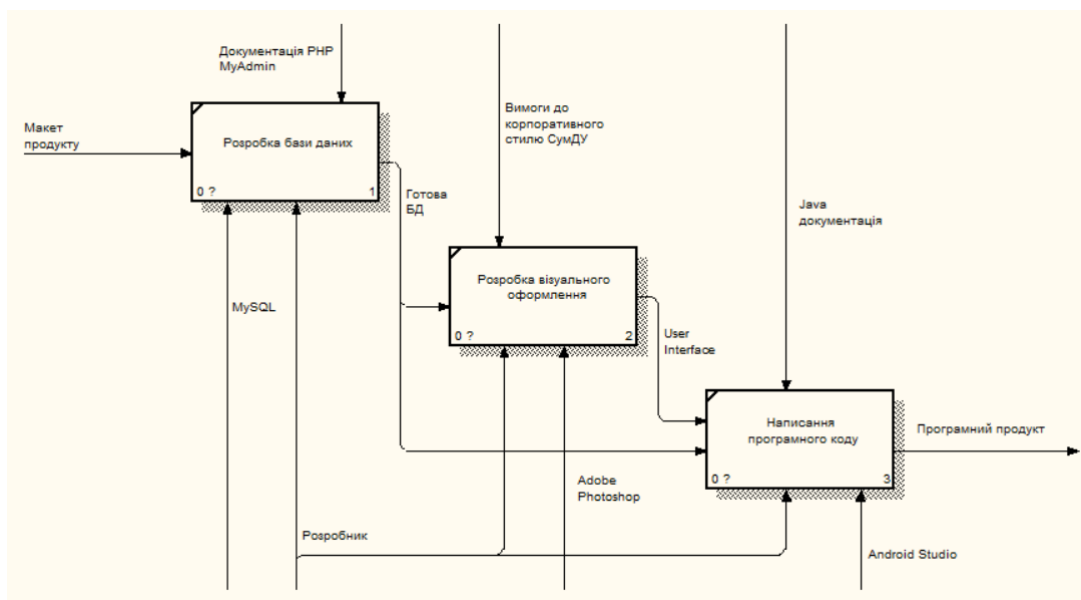 Документація PHP
MyAdmin
Макет
продукту
Розробка бази даних
0 ?
1
Вимоги до
корпоративного
стилю СумДУ
Готова
БД
Java
документація
Розробка візуального
оформлення
0 ?
2
MySQL
User
Interface
Написання
програмного коду
0 ?
3
Програмний продукт
Adobe
Photoshop
Розробник
Android Studio